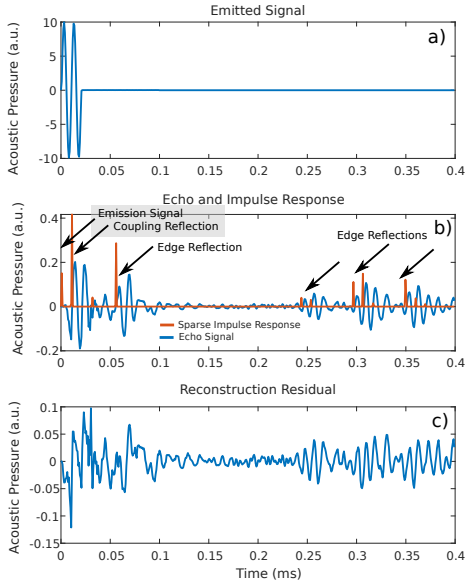 Emitted Signal
a)
Acoustic Pressure (a.u.)
10
5
0
-5
-10
0 0.05 0.1 0.15 0.2 0.25 0.3 0.35 0.4
Echo and Impulse Response
b)
Acoustic Pressure (a.u.)
0.4
0.2
0
-0.2
Emission Signal
Coupling Reflection
Edge Reflection
Edge Reflections
Sparse Impulse Response
Echo Signal
0 0.05 0.1 0.15 0.2 0.25 0.3 0.35 0.4
Reconstruction Residual
c)
Acoustic Pressure (a.u.)
0.1
0.05
0
-0.05
-0.1
-0.15
0 0.05 0.1 0.15 0.2 0.25 0.3 0.35 0.4
Time (ms)